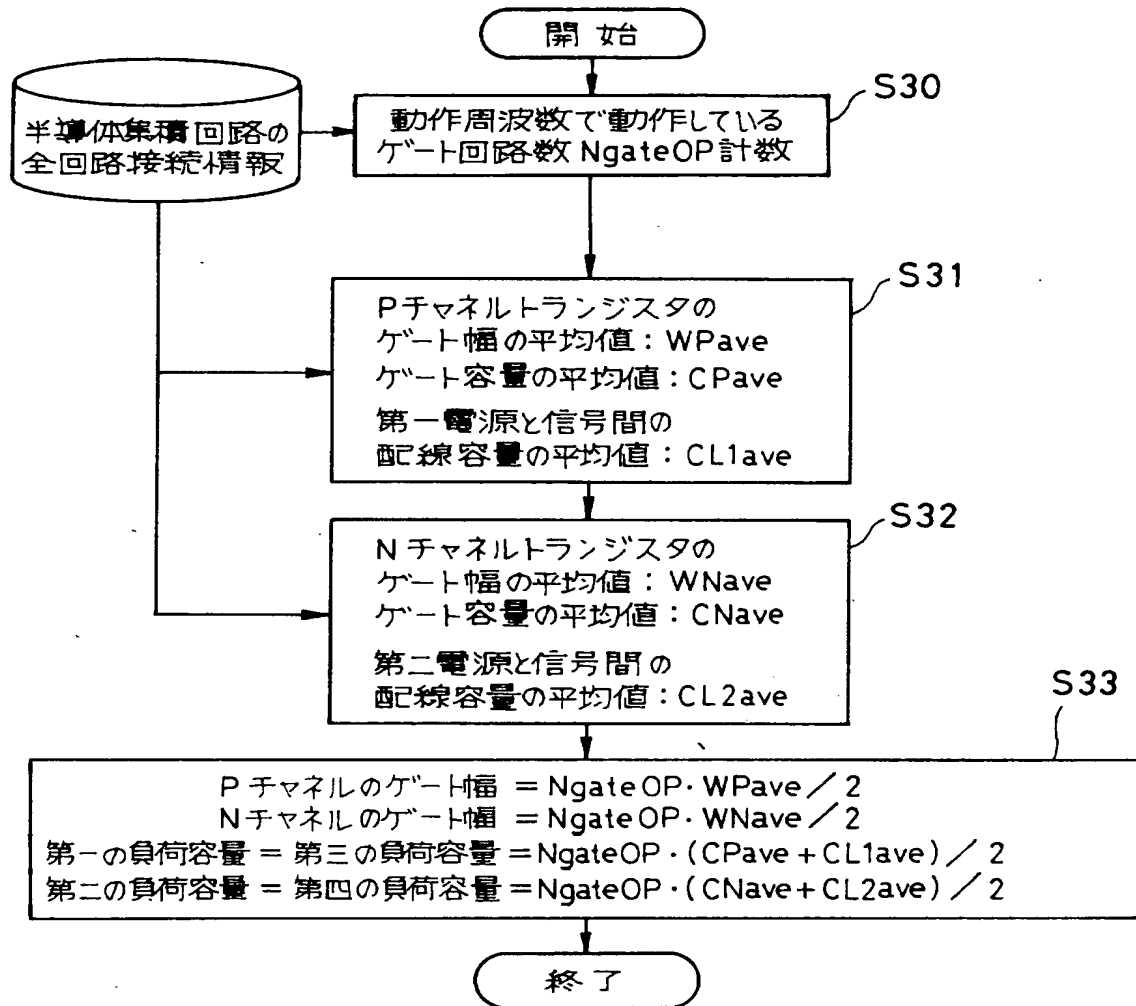 開始
半導体集積回路の
全回路接続情報
S30
動作周波数で動作している
ゲート回路数 NgateOP 計数
S31
Pチャネルトランジスタの
ゲート幅の平均値：WPave
ゲート容量の平均値：CPave
第一電源と信号間の
配線容量の平均値：CL1ave
S32
Nチャネルトランジスタの
ゲート幅の平均値：WNave
ゲート容量の平均値：CNave
第二電源と信号間の
配線容量の平均値：CL2ave
S33
Pチャネルのゲート幅 = NgateOP・WPave／2
Nチャネルのゲート幅 = NgateOP・WNave／2
第一の負荷容量 = 第三の負荷容量 = NgateOP・(CPave + CL1ave)／2
第二の負荷容量 = 第四の負荷容量 = NgateOP・(CNave + CL2ave)／2
終了